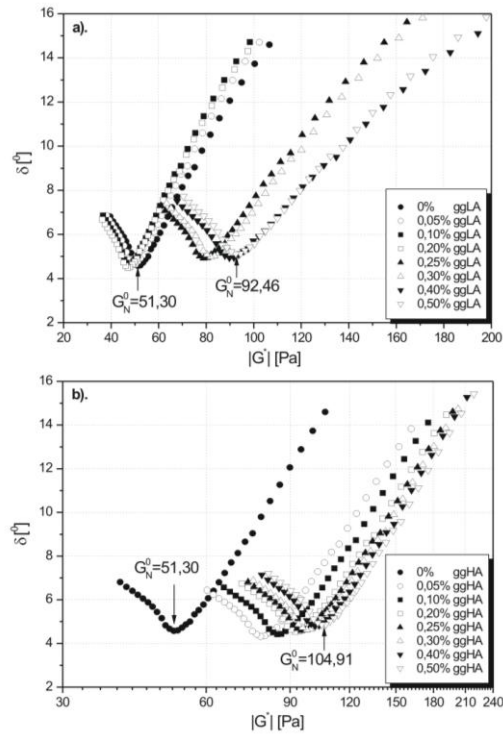 a).
16
14
12
10
8
6
4
2
δ [⁰]
G⁰N=51,30
G⁰N=92,46
0% ggLA
0,05% ggLA
0,10% ggLA
0,20% ggLA
0,25% ggLA
0,30% ggLA
0,40% ggLA
0,50% ggLA
20 40 60 80 100 120 140 160 180 200
|G*| [Pa]
b).
16
14
12
10
8
6
4
2
δ [⁰]
G⁰N=51,30
G⁰N=104,91
0% ggHA
0,05% ggHA
0,10% ggHA
0,20% ggHA
0,25% ggHA
0,30% ggHA
0,40% ggHA
0,50% ggHA
30 60 90 120 150 180 210 240
|G*| [Pa]